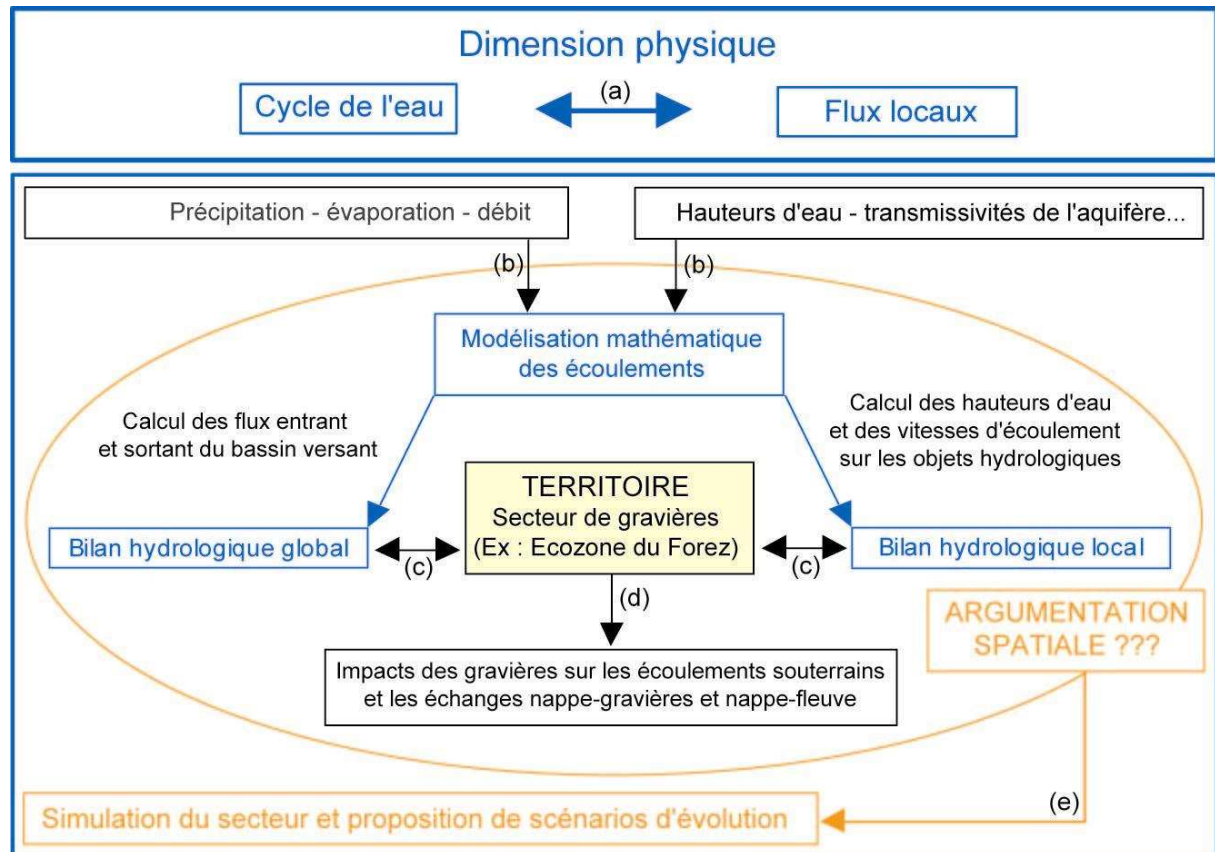 Dimension physique
(a)
Cycle de l'eau
Flux locaux
Précipitation - évaporation - débit
Hauteurs d'eau - transmissivités de l'aquifère...
(b)
(b)
Modélisation mathématique
des écoulements
Calcul des flux entrant
et sortant du bassin versant
Calcul des hauteurs d'eau
et des vitesses d'écoulement
sur les objets hydrologiques
TERRITOIRE
Secteur de gravières
(Ex : Ecozone du Forez)
Bilan hydrologique global
(c)
(c)
Bilan hydrologique local
(d)
ARGUMENTATION
SPATIALE ???
Impacts des gravières sur les écoulements souterrains
et les échanges nappe-gravières et nappe-fleuve
(e)
Simulation du secteur et proposition de scénarios d'évolution